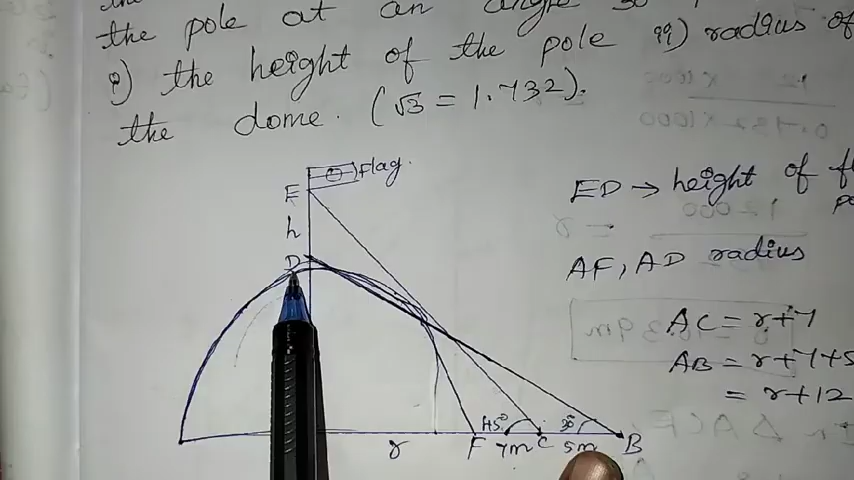 the pole at an angle 30
i) the height of the pole ii) radius of
the dome. (√3 = 1.732).
Flag.
E
h
D
ED → height of
AF, AD radius
AC = r+7
AB = r+7+5
= r+12
45° 30°
r F 7m C 5m B